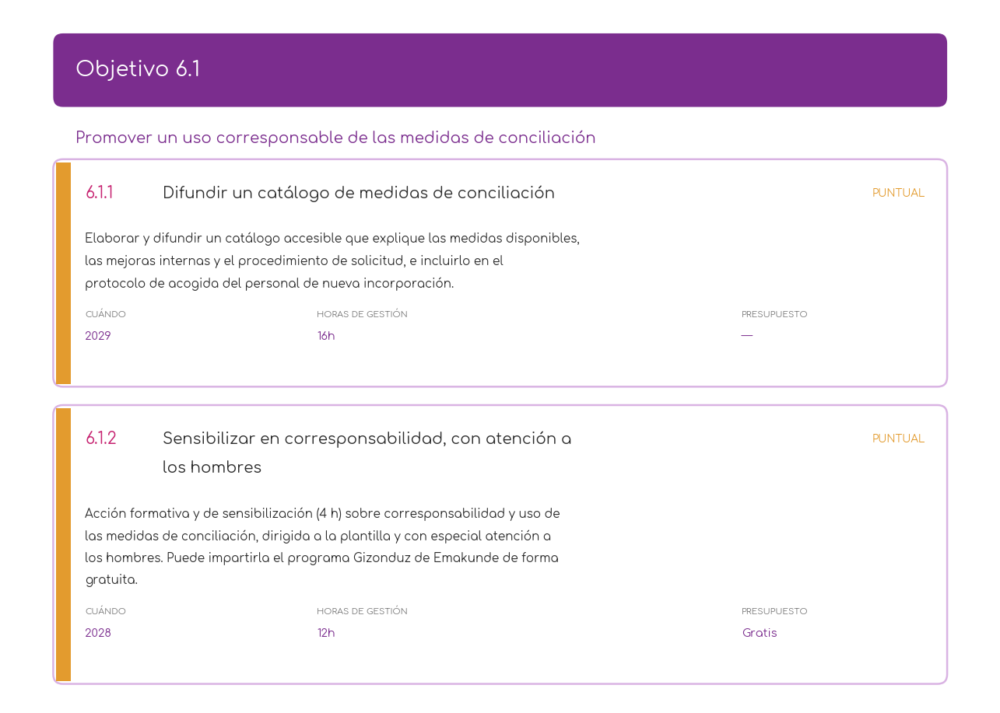 Objetivo 6.1
Promover un uso corresponsable de las medidas de conciliación
6.1.1 Difundir un catálogo de medidas de conciliación PUNTUAL
Elaborar y difundir un catálogo accesible que explique las medidas disponibles,
las mejoras internas y el procedimiento de solicitud, e incluirlo en el
protocolo de acogida del personal de nueva incorporación.
CUÁNDO HORAS DE GESTIÓN PRESUPUESTO
2029 16h —
6.1.2 Sensibilizar en corresponsabilidad, con atención a PUNTUAL
los hombres
Acción formativa y de sensibilización (4 h) sobre corresponsabilidad y uso de
las medidas de conciliación, dirigida a la plantilla y con especial atención a
los hombres. Puede impartirla el programa Gizonduz de Emakunde de forma
gratuita.
CUÁNDO HORAS DE GESTIÓN PRESUPUESTO
2028 12h Gratis